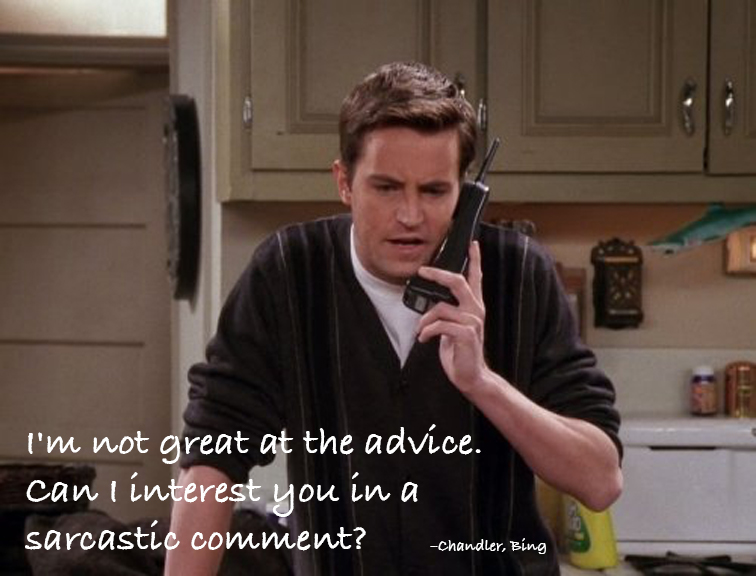 I'm not great at the advice.
Can I interest you in a
sarcastic comment?
-Chandler, Bing